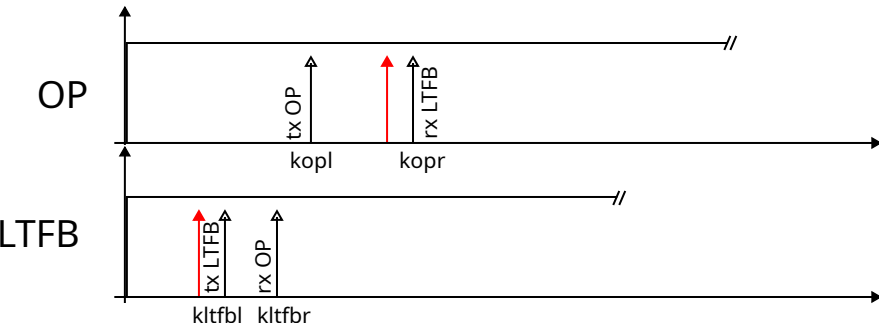 OP
tx OP
rx LTFB
kopl
kopr
LTFB
tx LTFB
rx OP
kltfbl
kltfbr